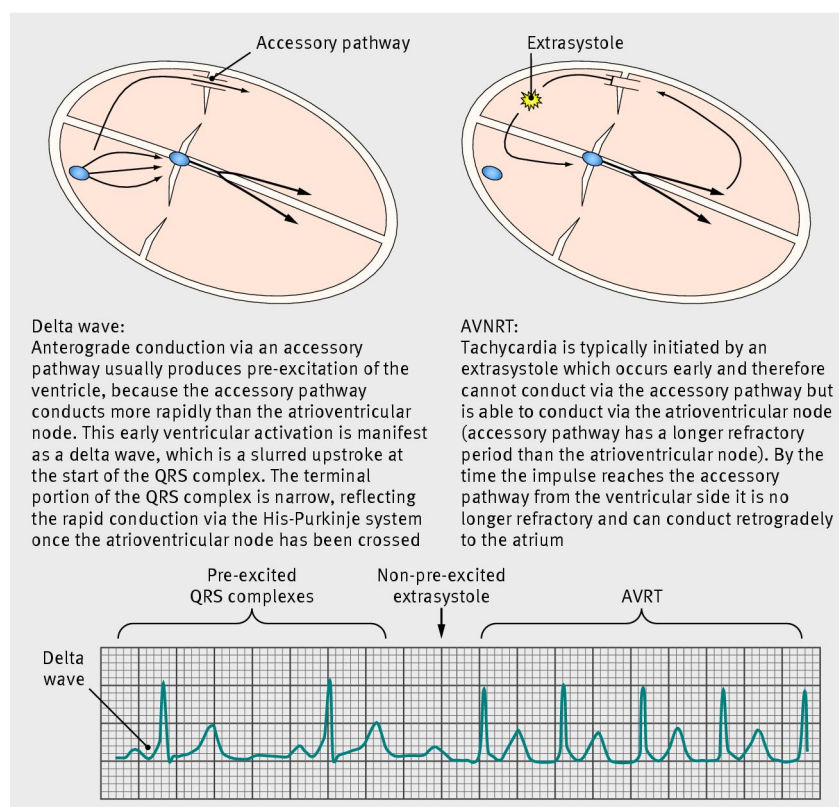 Accessory pathway
Extrasystole
Delta wave:
Anterograde conduction via an accessory
pathway usually produces pre-excitation of the
ventricle, because the accessory pathway
conducts more rapidly than the atrioventricular
node. This early ventricular activation is manifest
as a delta wave, which is a slurred upstroke at
the start of the QRS complex. The terminal
portion of the QRS complex is narrow, reflecting
the rapid conduction via the His-Purkinje system
once the atrioventricular node has been crossed
AVNRT:
Tachycardia is typically initiated by an
extrasystole which occurs early and therefore
cannot conduct via the accessory pathway but
is able to conduct via the atrioventricular node
(accessory pathway has a longer refractory
period than the atrioventricular node). By the
time the impulse reaches the accessory
pathway from the ventricular side it is no
longer refractory and can conduct retrogradely
to the atrium
Pre-excited
QRS complexes
Non-pre-excited
extrasystole
AVRT
Delta
wave